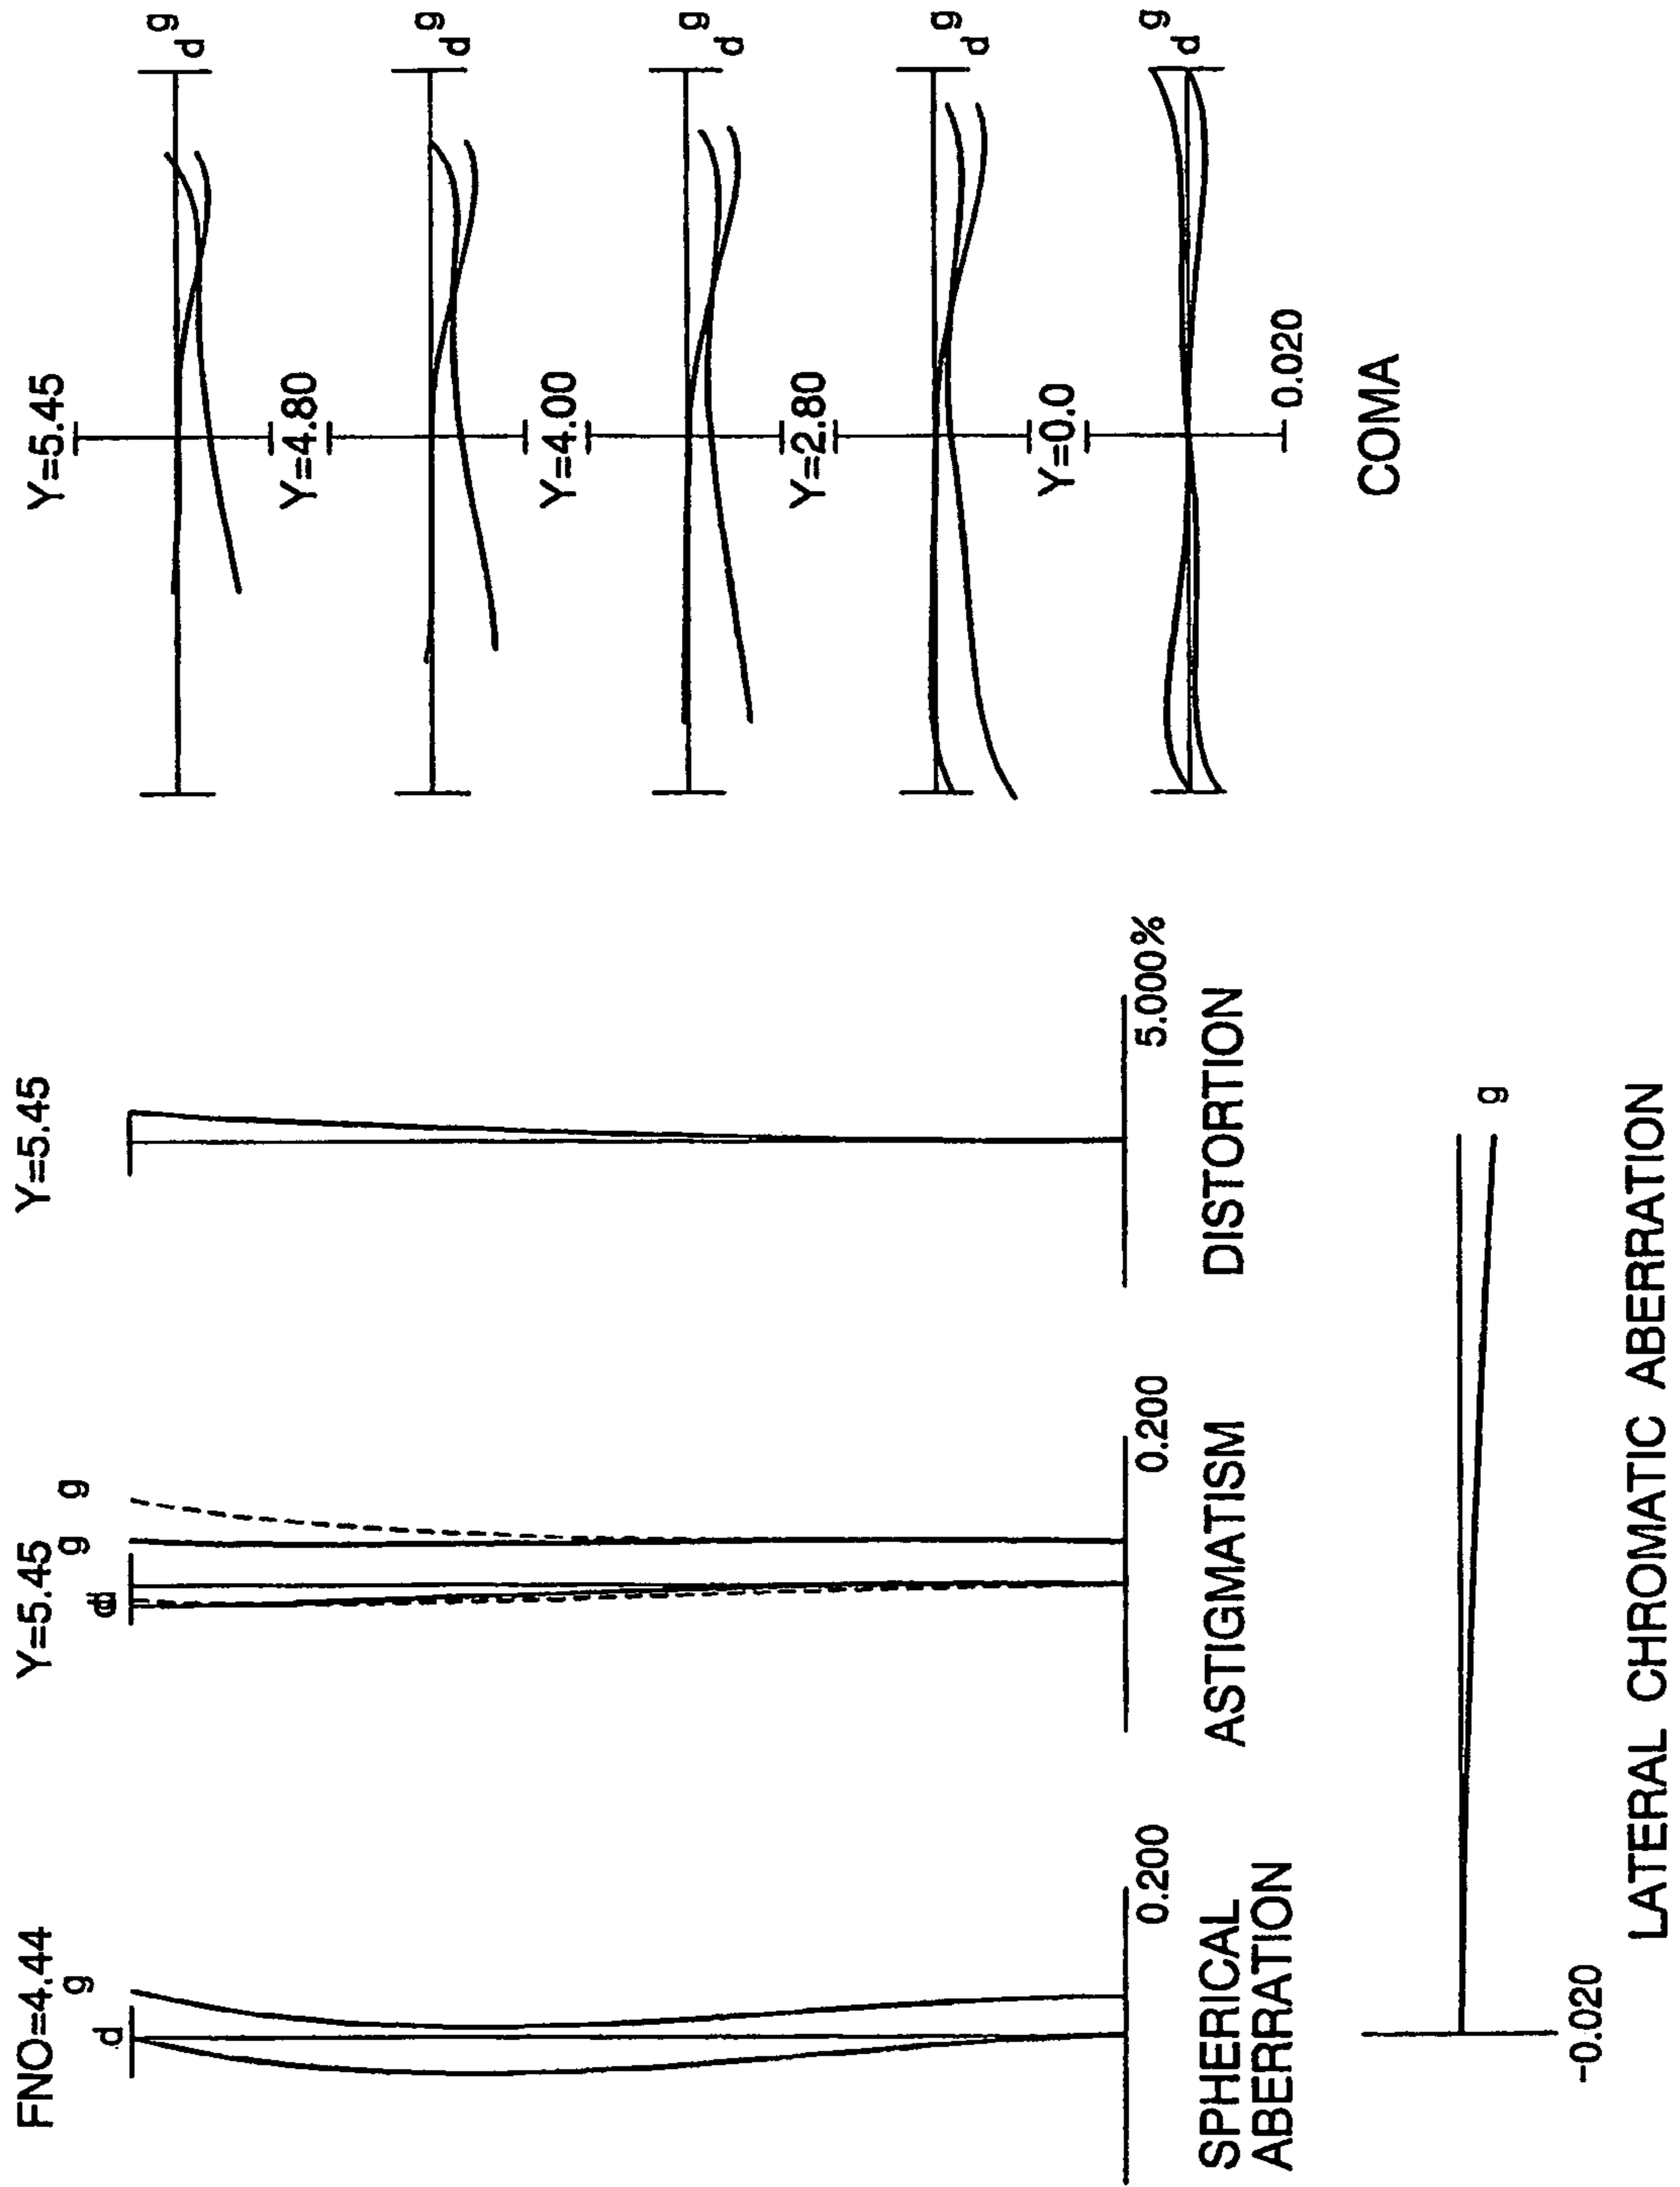 FNO=4.44
g
d
0.200
SPHERICAL
ABERRATION
Y=5.45
g
g
d
d
0.200
ASTIGMATISM
Y=5.45
5.000%
DISTORTION
Y=5.45
g
d
Y=4.80
g
d
Y=4.00
g
d
Y=2.80
g
d
Y=0.0
g
d
0.020
COMA
-0.020
g
LATERAL CHROMATIC ABERRATION